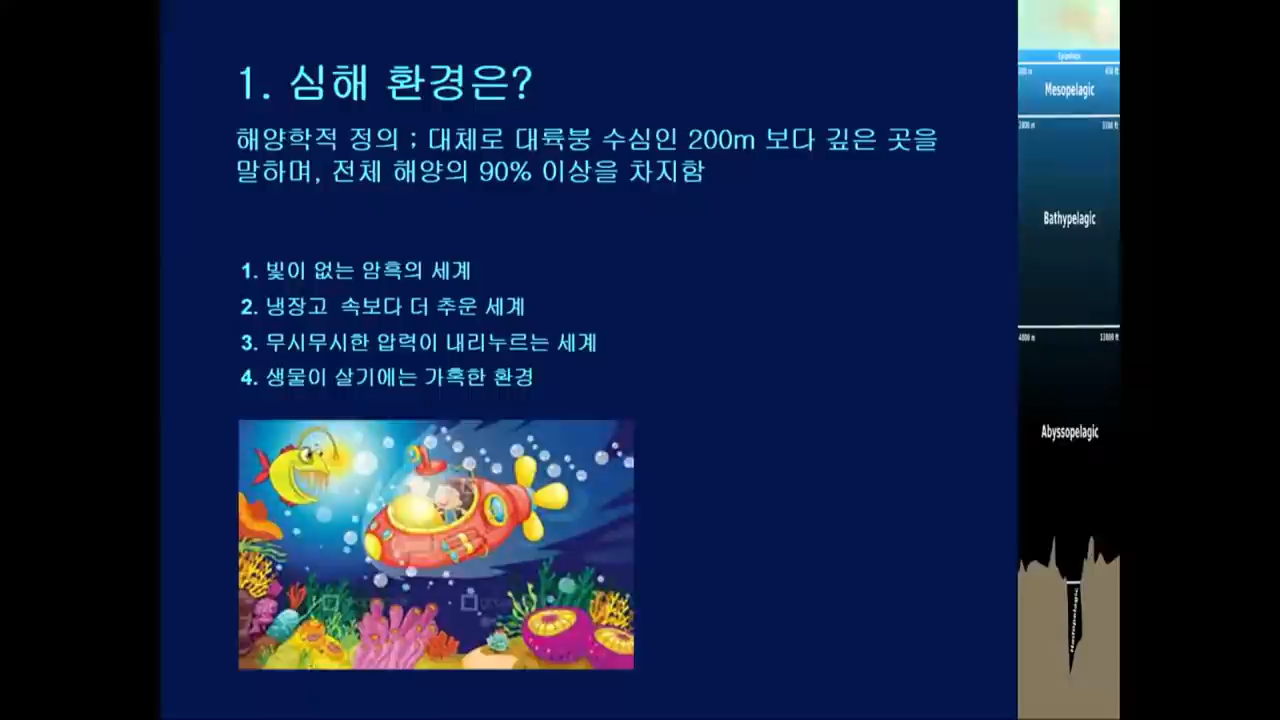 1. 심해 환경은?
해양학적 정의 ; 대체로 대륙붕 수심인 200m 보다 깊은 곳을
말하며, 전체 해양의 90% 이상을 차지함
1. 빛이 없는 암흑의 세계
2. 냉장고  속보다 더 추운 세계
3. 무시무시한 압력이 내리누르는 세계
4. 생물이 살기에는 가혹한 환경
Mesopelagic
Bathypelagic
4000 m
Abyssopelagic